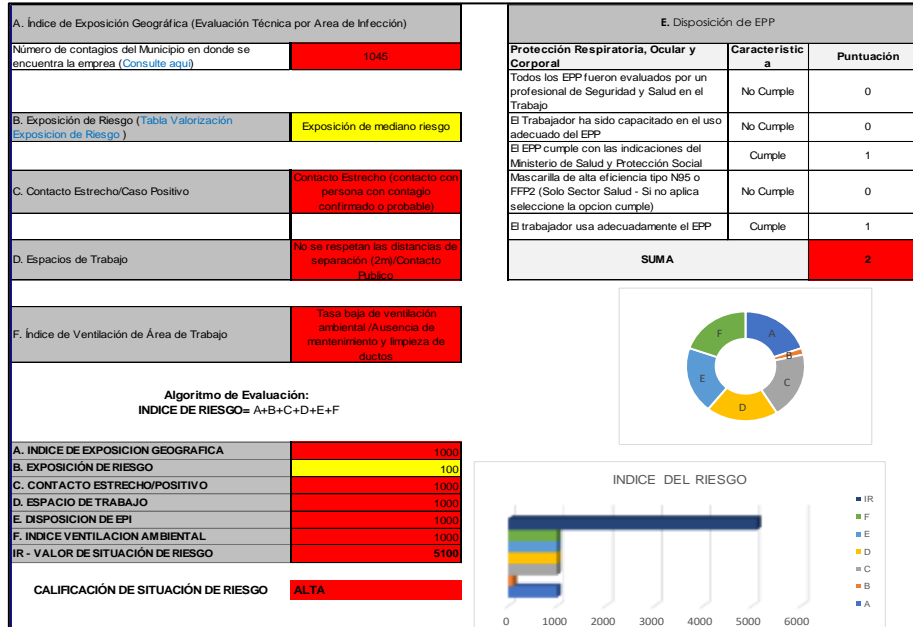 A. Índice de Exposición Geográfica (Evaluación Técnica por Area de Infección)
Número de contagios del Municipio en donde se
encuentra la emprea (Consulte aquí)
1045
B. Exposición de Riesgo (Tabla Valorización
Exposicion de Riesgo )
Exposición de mediano riesgo
C. Contacto Estrecho/Caso Positivo
Contacto Estrecho (contacto con
persona con contagio
confirmado o probable)
D. Espacios de Trabajo
No se respetan las distancias de
separación (2m)/Contacto
Publico
F. Índice de Ventilación de Área de Trabajo
Tasa baja de ventilación
ambiental /Ausencia de
mantenimiento y limpieza de
ductos
Algoritmo de Evaluación:
INDICE DE RIESGO= A+B+C+D+E+F
A. INDICE DE EXPOSICION GEOGRAFICA 1000
B. EXPOSICIÓN DE RIESGO 100
C. CONTACTO ESTRECHO/POSITIVO 1000
D. ESPACIO DE TRABAJO 1000
E. DISPOSICION DE EPI 1000
F. INDICE VENTILACION AMBIENTAL 1000
IR - VALOR DE SITUACIÓN DE RIESGO 5100
CALIFICACIÓN DE SITUACIÓN DE RIESGO ALTA
E. Disposición de EPP
Protección Respiratoria, Ocular y
Corporal
Caracteristic
a
Puntuación
Todos los EPP fueron evaluados por un
profesional de Seguridad y Salud en el
Trabajo
No Cumple 0
El Trabajador ha sido capacitado en el uso
adecuado del EPP
No Cumple 0
El EPP cumple con las indicaciones del
Ministerio de Salud y Protección Social
Cumple 1
Mascarilla de alta eficiencia tipo N95 o
FFP2 (Solo Sector Salud - Si no aplica
seleccione la opcion cumple)
No Cumple 0
El trabajador usa adecuadamente el EPP Cumple 1
SUMA 2
A
B
C
D
E
F
INDICE DEL RIESGO
IR
F
E
D
C
B
A
0 1000 2000 3000 4000 5000 6000